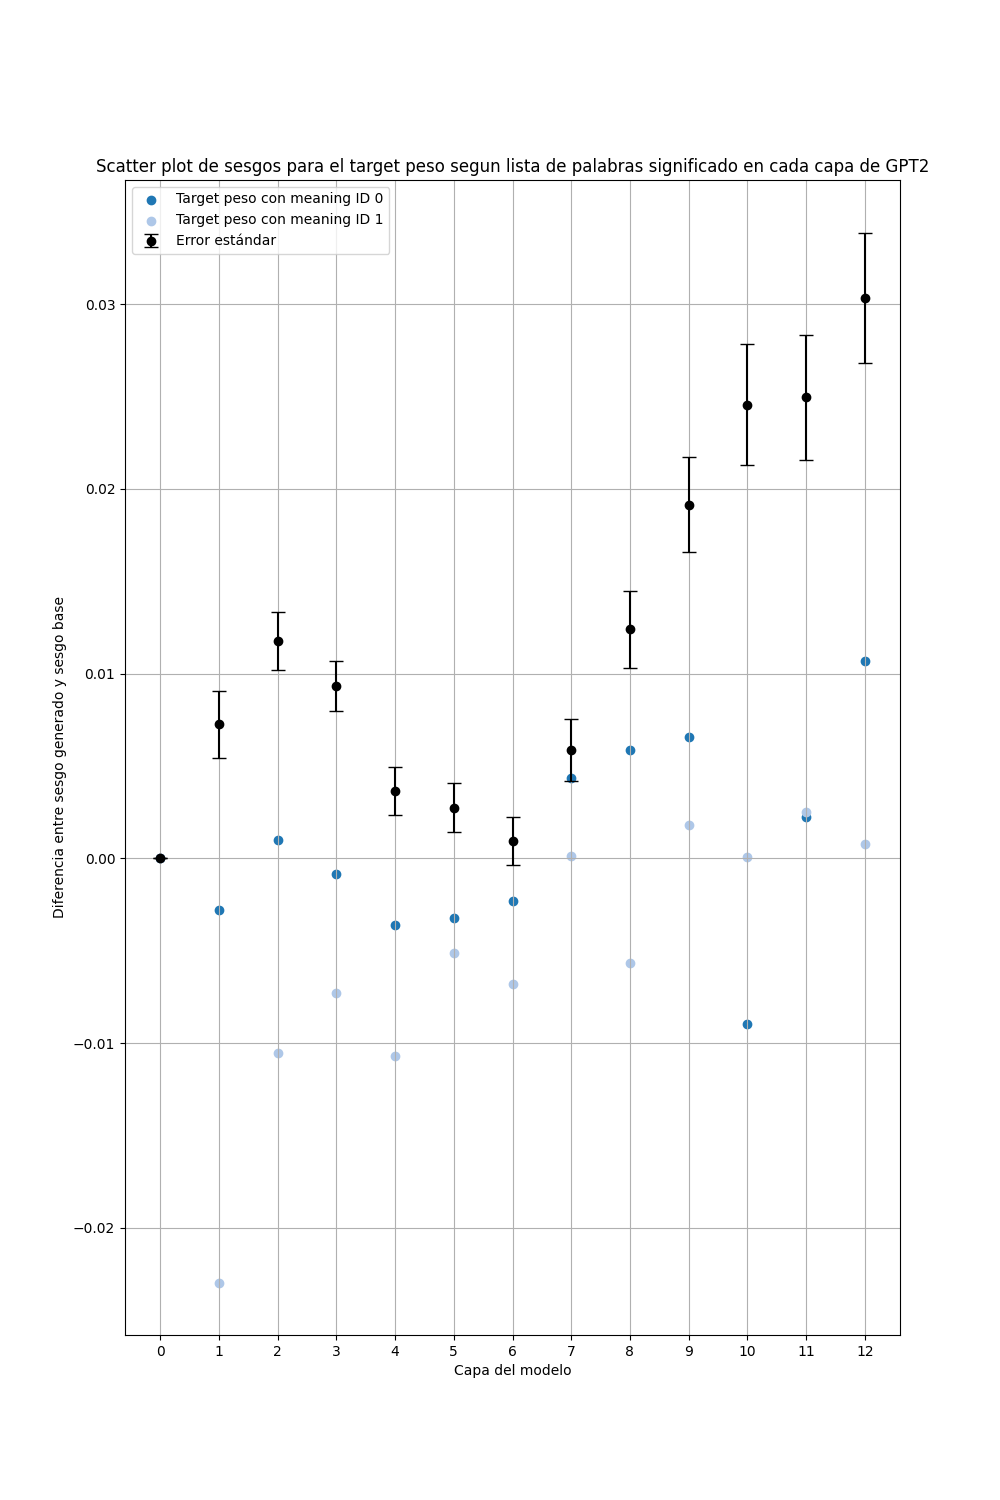 Scatter plot de sesgos para el target peso segun lista de palabras significado en cada capa de GPT2
Target peso con meaning ID 0
Target peso con meaning ID 1
Error estándar
0.03
0.02
0.01
0.00
−0.01
−0.02
Diferencia entre sesgo generado y sesgo base
0 1 2 3 4 5 6 7 8 9 10 11 12
Capa del modelo